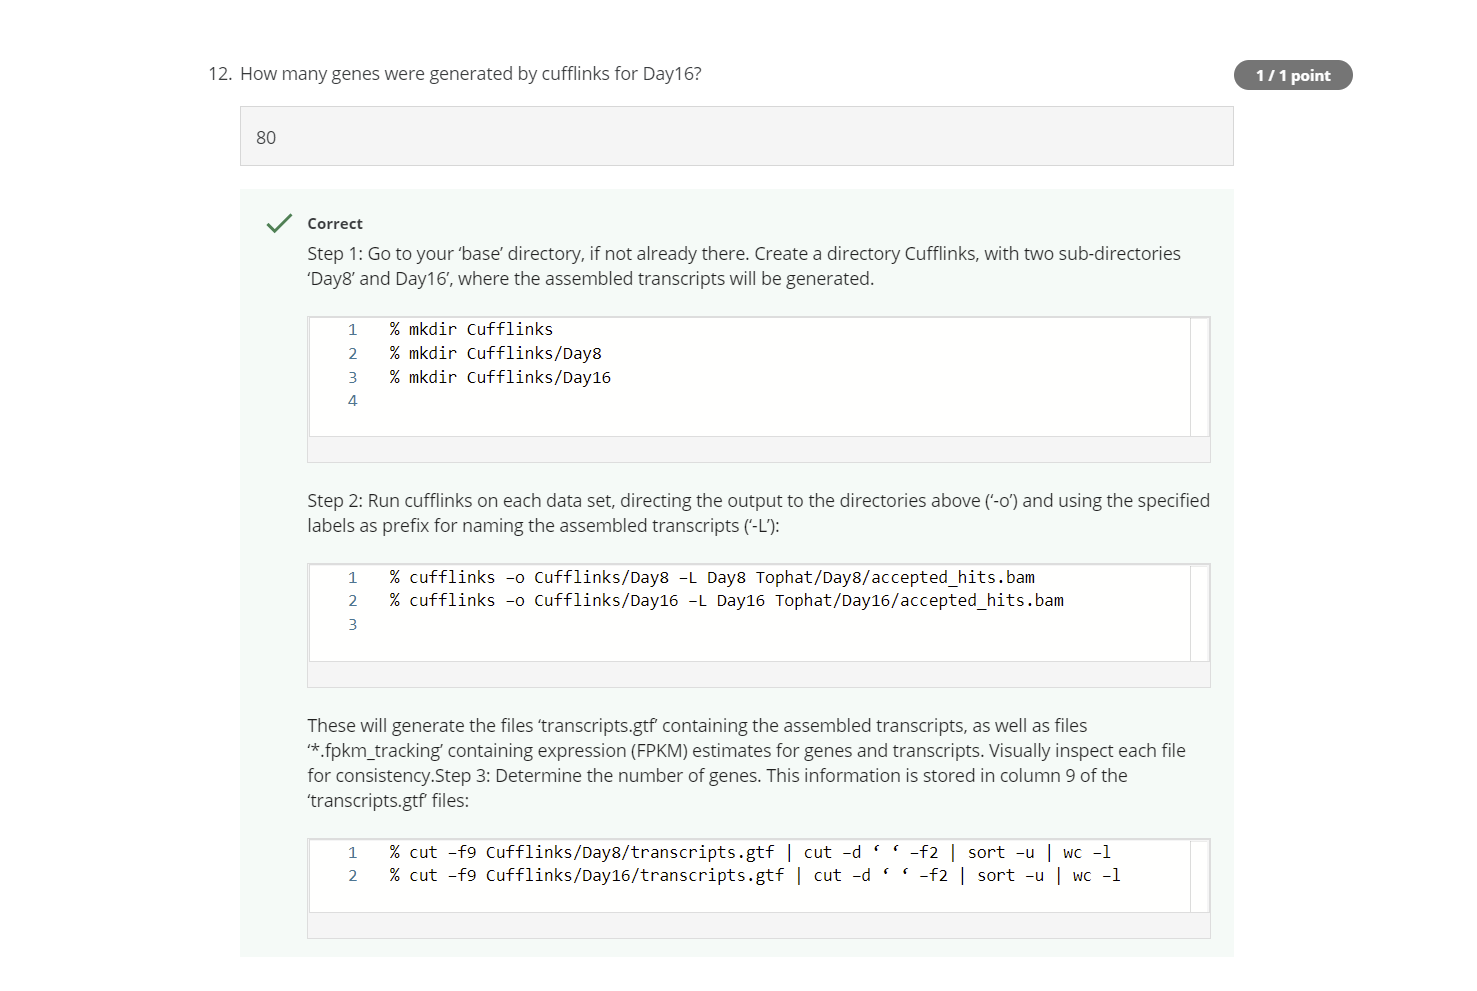 12. How many genes were generated by cufflinks for Day16?
1 / 1 point
80
Correct
Step 1: Go to your ‘base’ directory, if not already there. Create a directory Cufflinks, with two sub-directories
‘Day8’ and Day16’, where the assembled transcripts will be generated.
1 % mkdir Cufflinks
2 % mkdir Cufflinks/Day8
3 % mkdir Cufflinks/Day16
4
Step 2: Run cufflinks on each data set, directing the output to the directories above (‘-o’) and using the specified
labels as prefix for naming the assembled transcripts (‘-L’):
1 % cufflinks –o Cufflinks/Day8 –L Day8 Tophat/Day8/accepted_hits.bam
2 % cufflinks –o Cufflinks/Day16 –L Day16 Tophat/Day16/accepted_hits.bam
3
These will generate the files ‘transcripts.gtf’ containing the assembled transcripts, as well as files
‘*.fpkm_tracking’ containing expression (FPKM) estimates for genes and transcripts. Visually inspect each file
for consistency.Step 3: Determine the number of genes. This information is stored in column 9 of the
‘transcripts.gtf’ files:
1 % cut –f9 Cufflinks/Day8/transcripts.gtf | cut –d ‘ ‘ –f2 | sort –u | wc –l
2 % cut –f9 Cufflinks/Day16/transcripts.gtf | cut –d ‘ ‘ –f2 | sort –u | wc –l